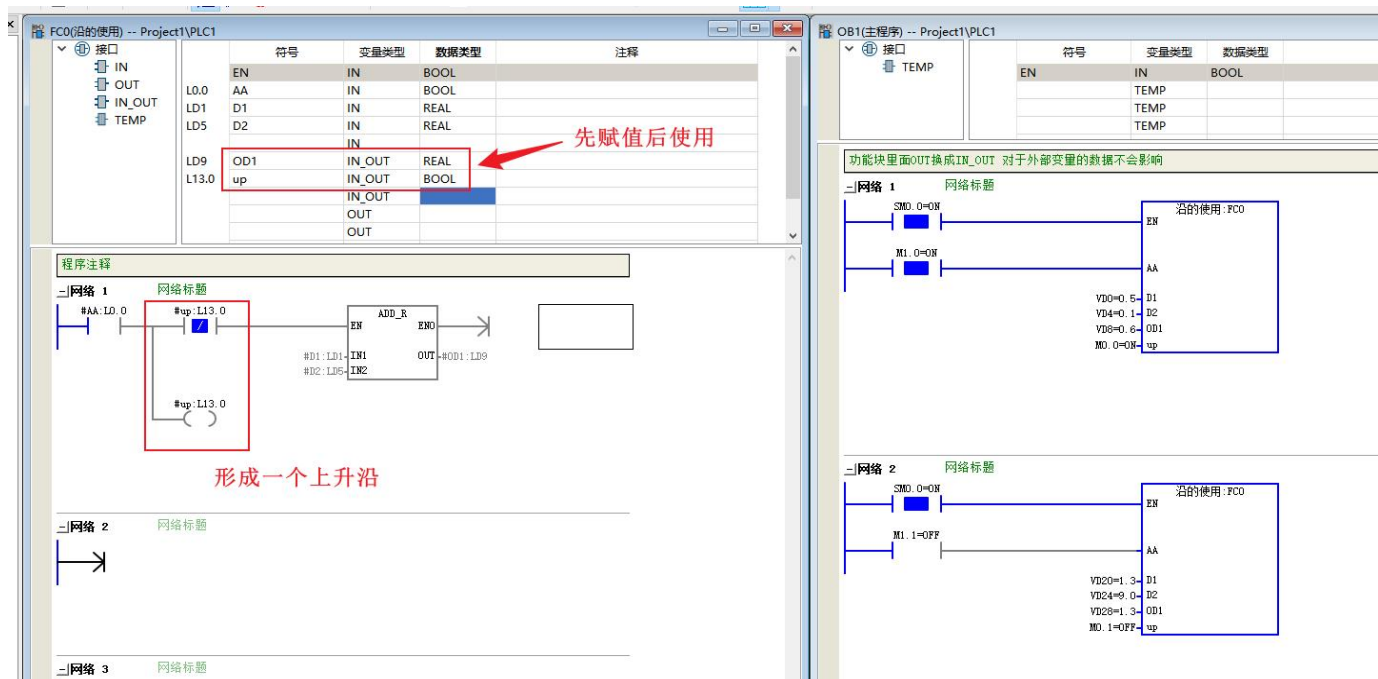 FC0(沿的使用) -- Project1\PLC1
接口
IN
OUT
IN_OUT
TEMP
符号 变量类型 数据类型 注释
EN IN BOOL
L0.0 AA IN BOOL
LD1 D1 IN REAL
LD5 D2 IN REAL
IN
LD9 OD1 IN_OUT REAL
L13.0 up IN_OUT BOOL
IN_OUT
OUT
OUT
先赋值后使用
程序注释
网络 1 网络标题
#AA:L0.0 #up:L13.0
ADD_R
EN ENO
#D1:LD1 IN1 OUT #OD1:LD9
#D2:LD5 IN2
#up:L13.0
形成一个上升沿
网络 2 网络标题
网络 3 网络标题
OB1(主程序) -- Project1\PLC1
接口
TEMP
符号 变量类型 数据类型
EN IN BOOL
TEMP
TEMP
TEMP
功能块里面OUT换成IN_OUT 对于外部变量的数据不会影响
网络 1 网络标题
SM0.0=ON 沿的使用:FC0
EN
M1.0=ON
AA
VD0=0.5 D1
VD4=0.1 D2
VD8=0.6 OD1
M0.0=ON up
网络 2 网络标题
SM0.0=ON 沿的使用:FC0
EN
M1.1=OFF
AA
VD20=1.3 D1
VD24=9.0 D2
VD28=1.3 OD1
M0.1=OFF up